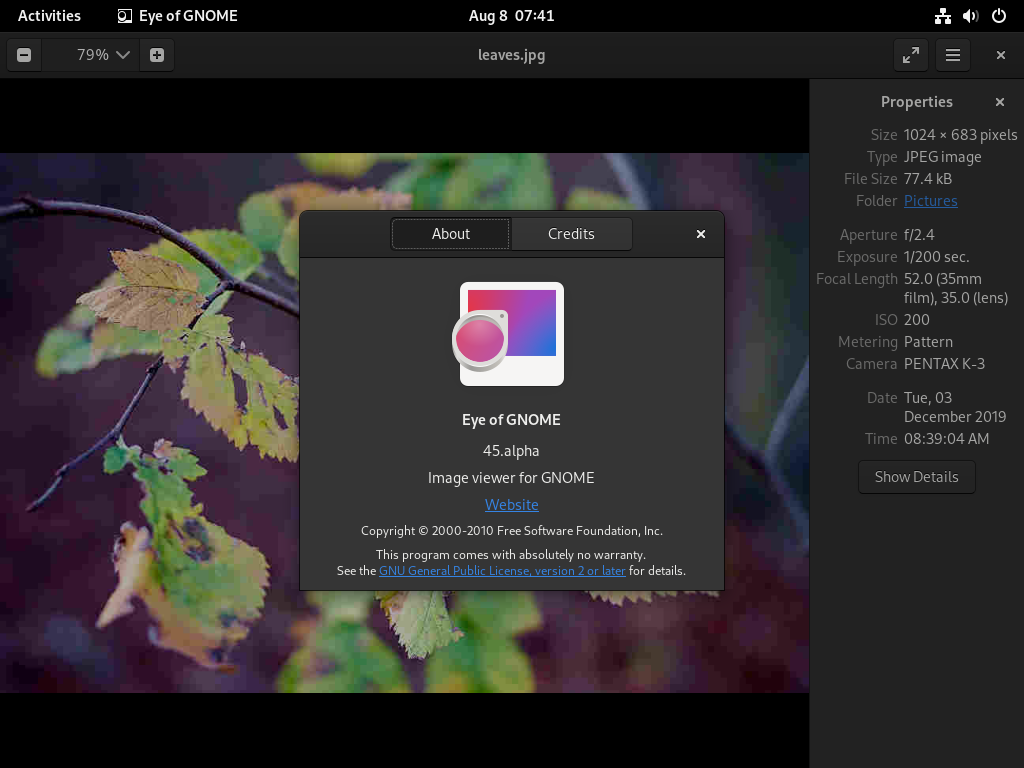 Activities Eye of GNOME Aug 8 07:41
79% leaves.jpg
Properties
Size 1024 × 683 pixels
Type JPEG image
File Size 77.4 kB
Folder Pictures
Aperture f/2.4
Exposure 1/200 sec.
Focal Length 52.0 (35mm
film), 35.0 (lens)
ISO 200
Metering Pattern
Camera PENTAX K-3
Date Tue, 03
December 2019
Time 08:39:04 AM
Show Details
About Credits
Eye of GNOME
45.alpha
Image viewer for GNOME
Website
Copyright © 2000-2010 Free Software Foundation, Inc.
This program comes with absolutely no warranty.
See the GNU General Public License, version 2 or later for details.